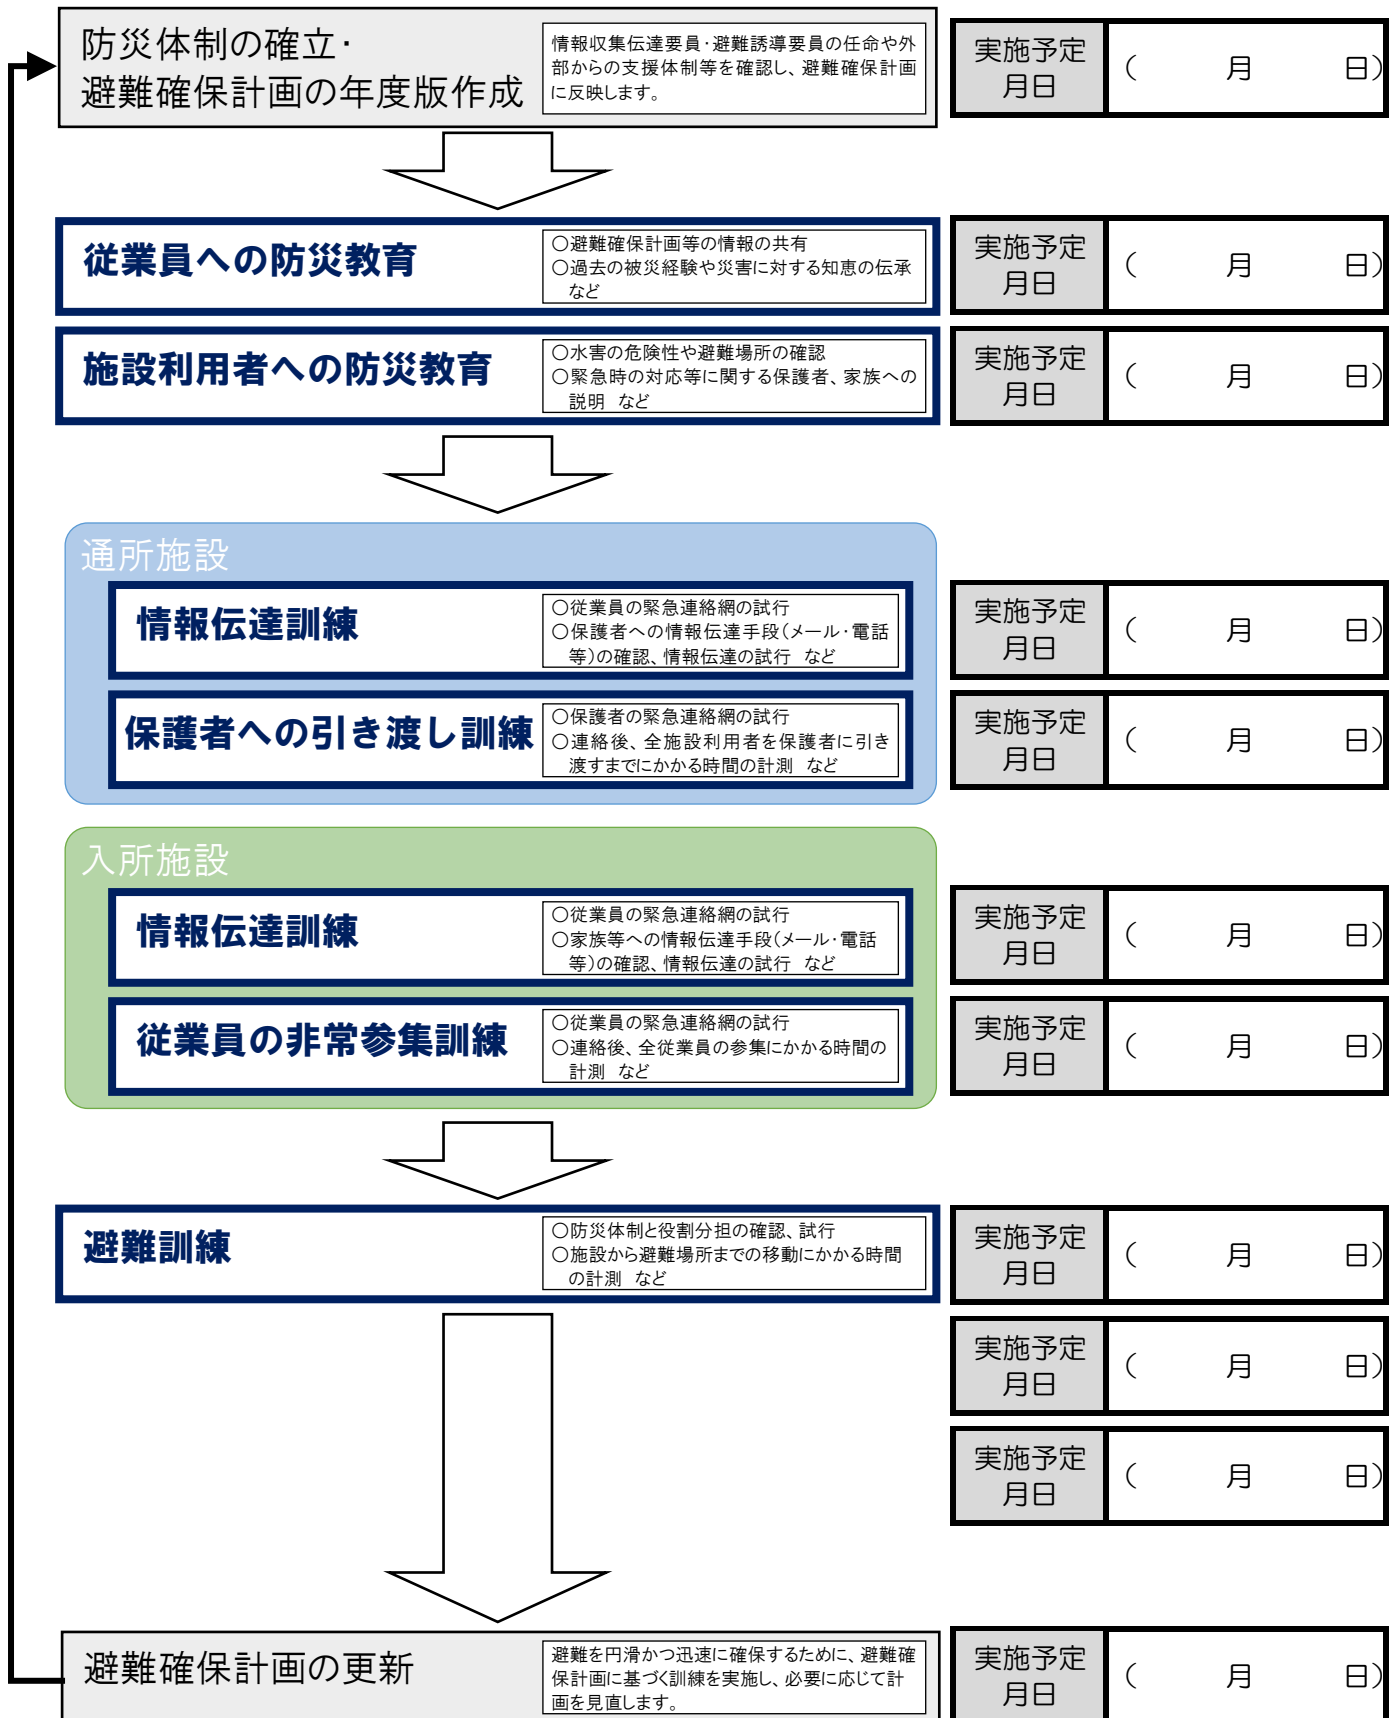 防災体制の確立・
避難確保計画の年度版作成
情報収集伝達要員・避難誘導要員の任命や外
部からの支援体制等を確認し、避難確保計画
に反映します。
実施予定
月日
（　　月　　日）
従業員への防災教育
〇避難確保計画等の情報の共有
〇過去の被災経験や災害に対する知恵の伝承
など
実施予定
月日
（　　月　　日）
施設利用者への防災教育
〇水害の危険性や避難場所の確認
〇緊急時の対応等に関する保護者、家族への
説明　など
実施予定
月日
（　　月　　日）
通所施設
情報伝達訓練
〇従業員の緊急連絡網の試行
〇保護者への情報伝達手段（メール・電話
等）の確認、情報伝達の試行　など
実施予定
月日
（　　月　　日）
保護者への引き渡し訓練
〇保護者の緊急連絡網の試行
〇連絡後、全施設利用者を保護者に引き
渡すまでにかかる時間の計測　など
実施予定
月日
（　　月　　日）
入所施設
情報伝達訓練
〇従業員の緊急連絡網の試行
〇家族等への情報伝達手段（メール・電話
等）の確認、情報伝達の試行　など
実施予定
月日
（　　月　　日）
従業員の非常参集訓練
〇従業員の緊急連絡網の試行
〇連絡後、全従業員の参集にかかる時間の
計測　など
実施予定
月日
（　　月　　日）
避難訓練
〇防災体制と役割分担の確認、試行
〇施設から避難場所までの移動にかかる時間
の計測　など
実施予定
月日
（　　月　　日）
実施予定
月日
（　　月　　日）
実施予定
月日
（　　月　　日）
避難確保計画の更新
避難を円滑かつ迅速に確保するために、避難確
保計画に基づく訓練を実施し、必要に応じて計
画を見直します。
実施予定
月日
（　　月　　日）